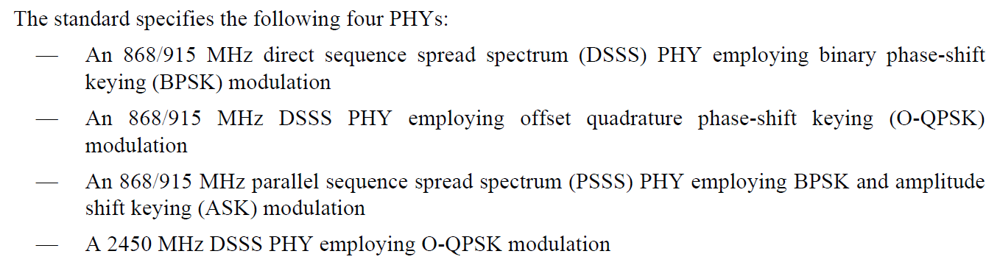 The standard specifies the following four PHYs:
— An 868/915 MHz direct sequence spread spectrum (DSSS) PHY employing binary phase-shift
keying (BPSK) modulation
— An 868/915 MHz DSSS PHY employing offset quadrature phase-shift keying (O-QPSK)
modulation
— An 868/915 MHz parallel sequence spread spectrum (PSSS) PHY employing BPSK and amplitude
shift keying (ASK) modulation
— A 2450 MHz DSSS PHY employing O-QPSK modulation